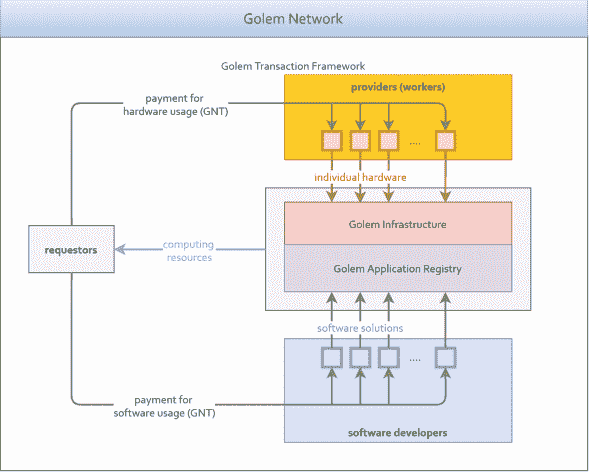 Golem Network
Golem Transaction Framework
providers (workers)
payment for
hardware usage (GNT)
....
individual hardware
Golem Infrastructure
requestors
computing
resources
Golem Application Registry
software solutions
....
payment for
software usage (GNT)
software developers